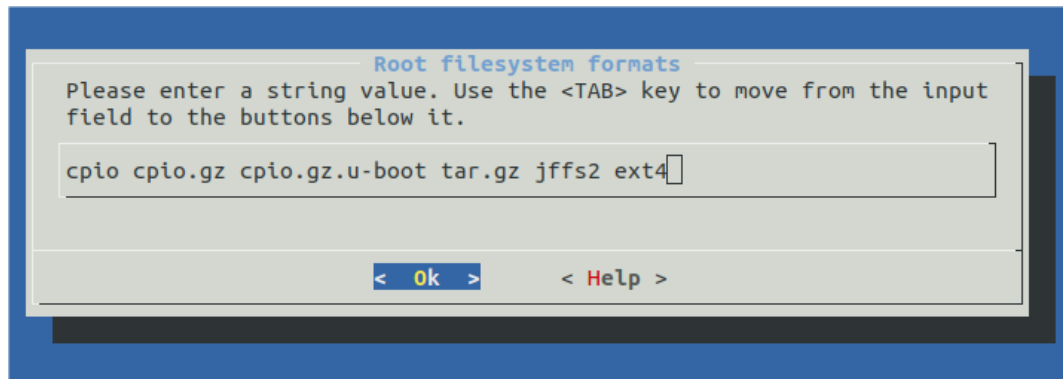 Root filesystem formats
Please enter a string value. Use the <TAB> key to move from the input
field to the buttons below it.
cpio cpio.gz cpio.gz.u-boot tar.gz jffs2 ext4
< Ok > < Help >